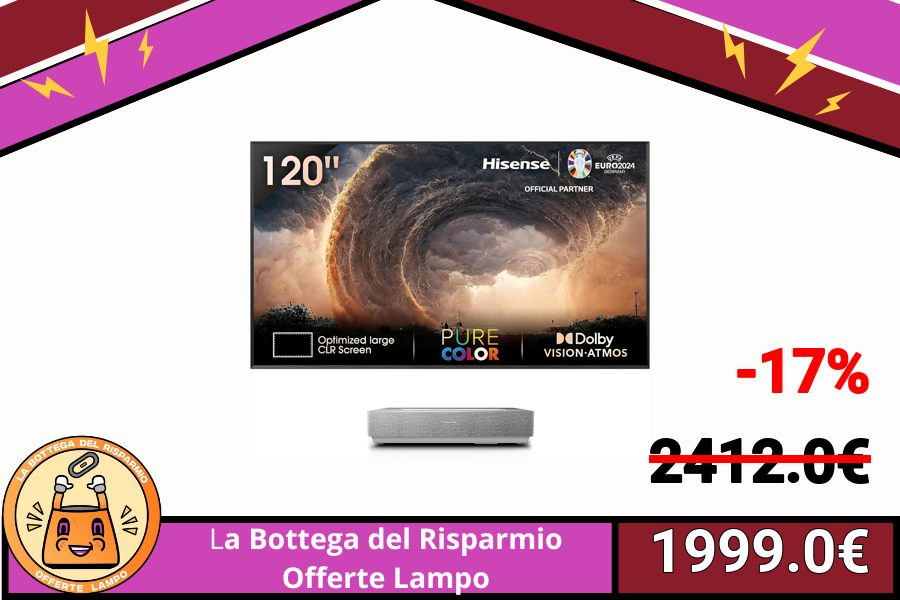 120"
Hisense
UEFA
EURO2024
GERMANY
OFFICIAL PARTNER
Optimized large
CLR Screen
PURE
COLOR
Dolby
VISION·ATMOS
-17%
2412.0€
1999.0€
LA BOTTEGA DEL RISPARMIO
OFFERTE LAMPO
La Bottega del Risparmio
Offerte Lampo